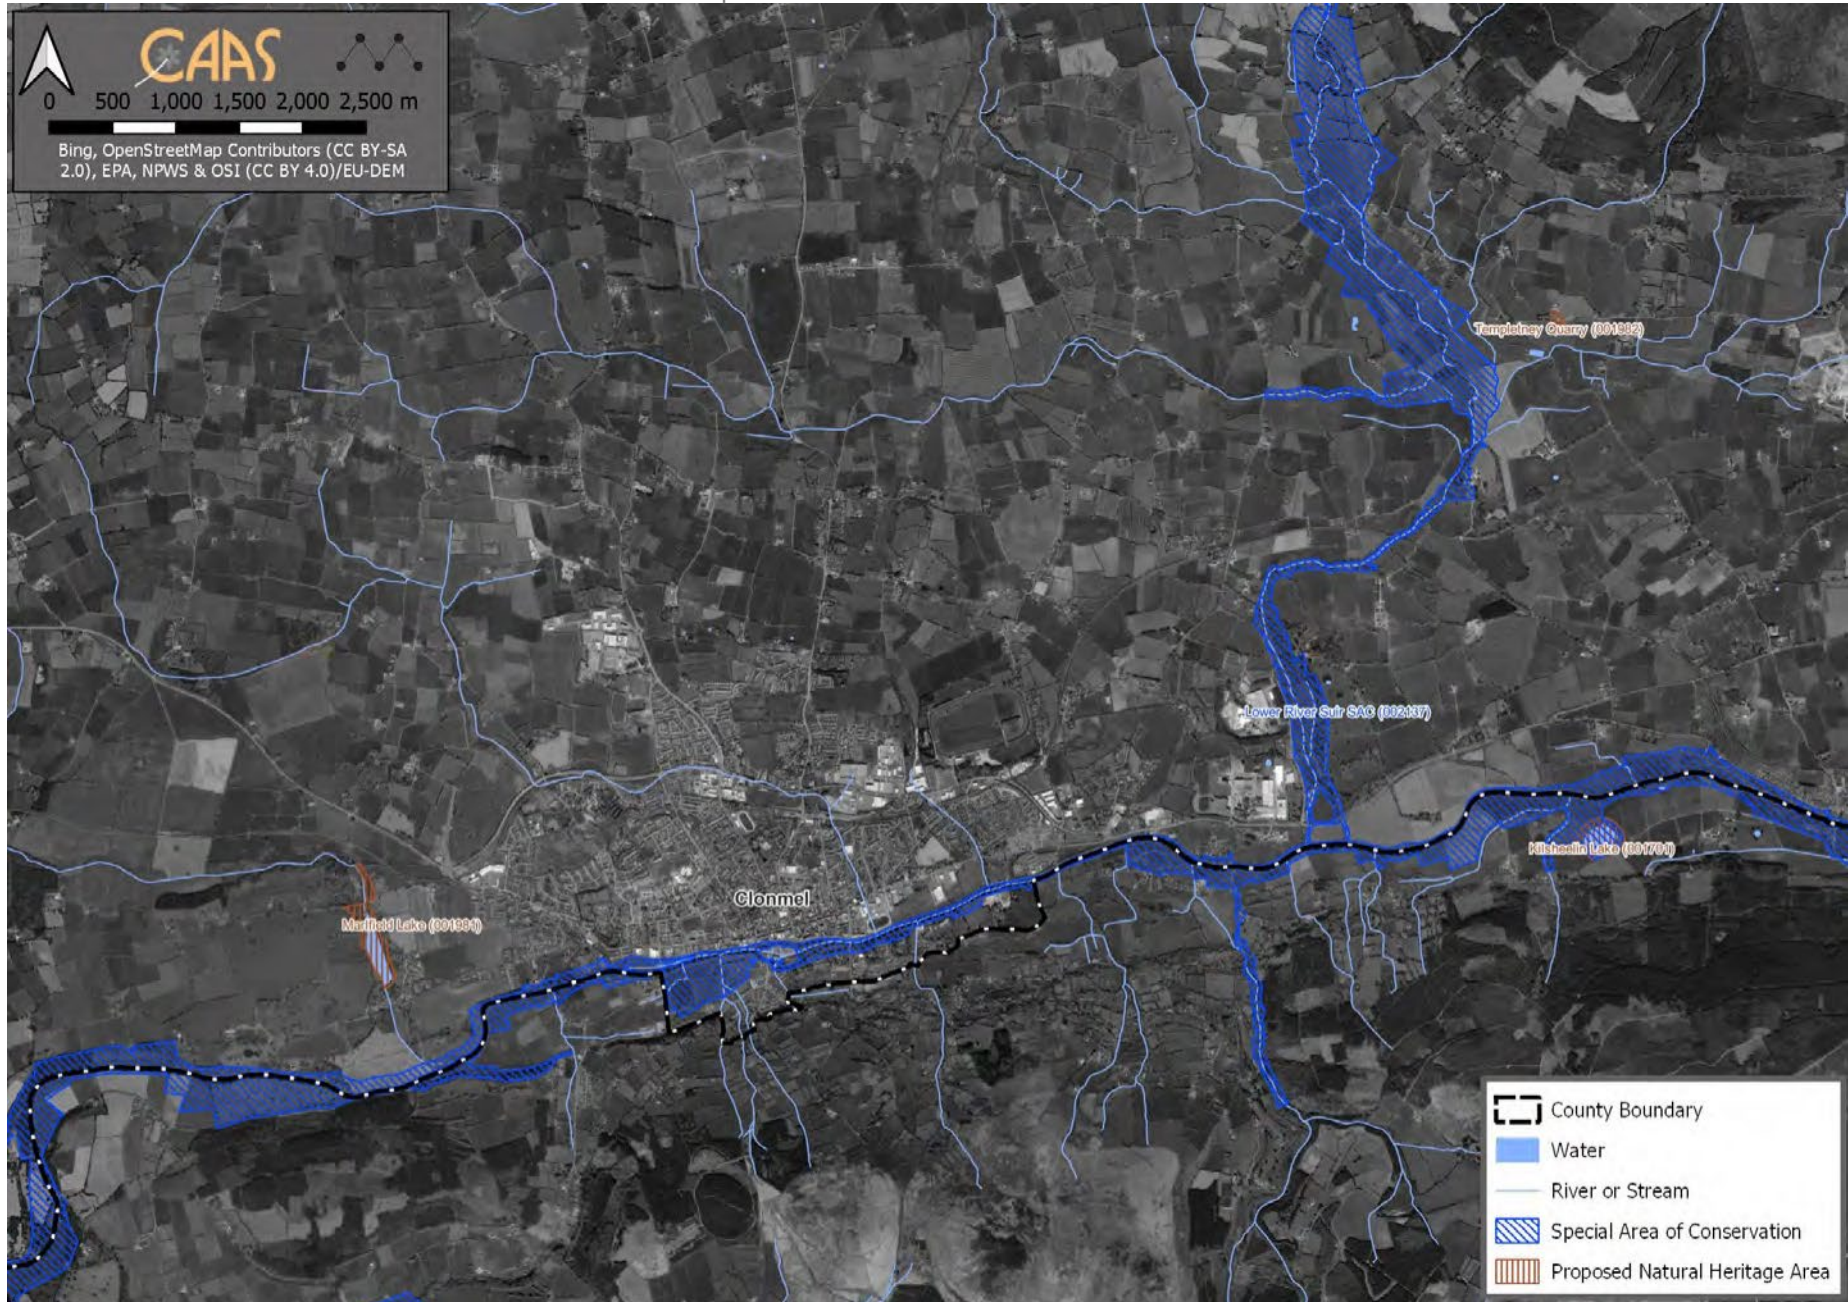 CAAS
0 500 1,000 1,500 2,000 2,500 m
Bing, OpenStreetMap Contributors (CC BY-SA
2.0), EPA, NPWS & OSI (CC BY 4.0)/EU-DEM
Templetney Quarry (001982)
Lower River Suir SAC (002137)
Kilsheelin Lake (001701)
Clonmel
Marlfield Lake (001981)
County Boundary
Water
River or Stream
Special Area of Conservation
Proposed Natural Heritage Area